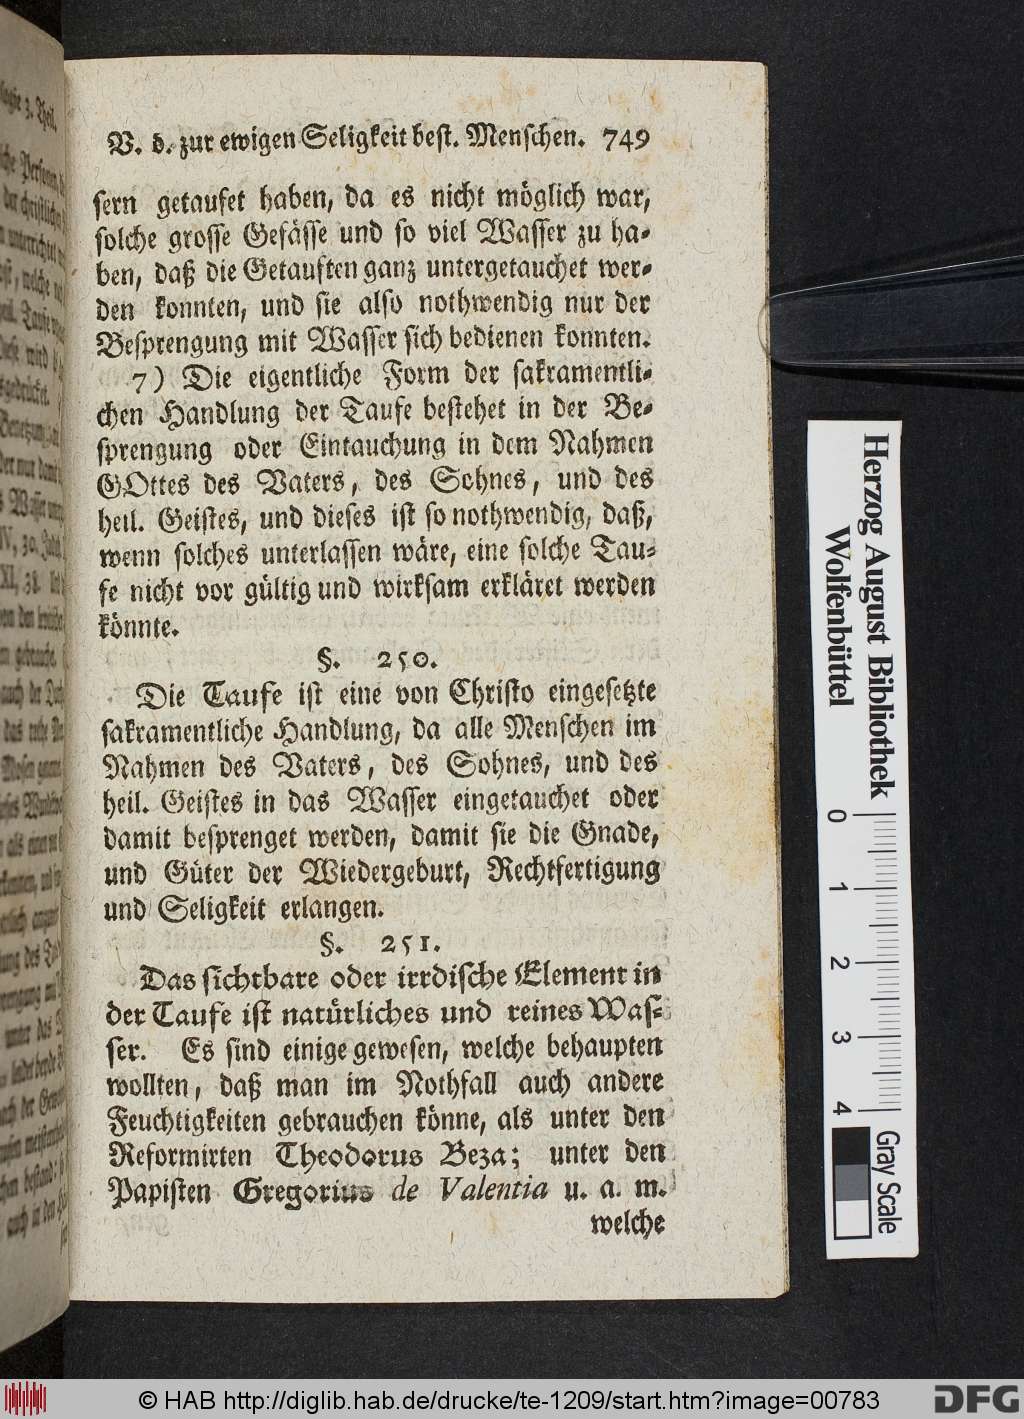 V. d. zur ewigen Seligkeit best. Menschen. 749
sern getaufet haben, da es nicht möglich war,
solche grosse Gefässe und so viel Wasser zu ha-
ben, daß die Getauften ganz untergetauchet wer-
den konnten, und sie also nothwendig nur der
Besprengung mit Wasser sich bedienen konnten.
7) Die eigentliche Form der sakramentli-
chen Handlung der Taufe bestehet in der Be-
sprengung oder Eintauchung in dem Nahmen
GOttes des Vaters, des Sohnes, und des
heil. Geistes, und dieses ist so nothwendig, daß,
wenn solches unterlassen wäre, eine solche Tau-
fe nicht vor gültig und wirksam erkläret werden
könnte.
§. 250.
Die Taufe ist eine von Christo eingesetzte
sakramentliche Handlung, da alle Menschen im
Nahmen des Vaters, des Sohnes, und des
heil. Geistes in das Wasser eingetauchet oder
damit besprenget werden, damit sie die Gnade,
und Güter der Wiedergeburt, Rechtfertigung
und Seligkeit erlangen.
§. 251.
Das sichtbare oder irrdische Element in
der Taufe ist natürliches und reines Was-
ser. Es sind einige gewesen, welche behaupten
wollten, daß man im Nothfall auch andere
Feuchtigkeiten gebrauchen könne, als unter den
Reformirten Theodorus Beza; unter den
Papisten Gregorius de Valentia u. a. m.
welche
Herzog August Bibliothek
Wolfenbüttel
0
1
2
3
4
Gray Scale
© HAB http://diglib.hab.de/drucke/te-1209/start.htm?image=00783
DFG